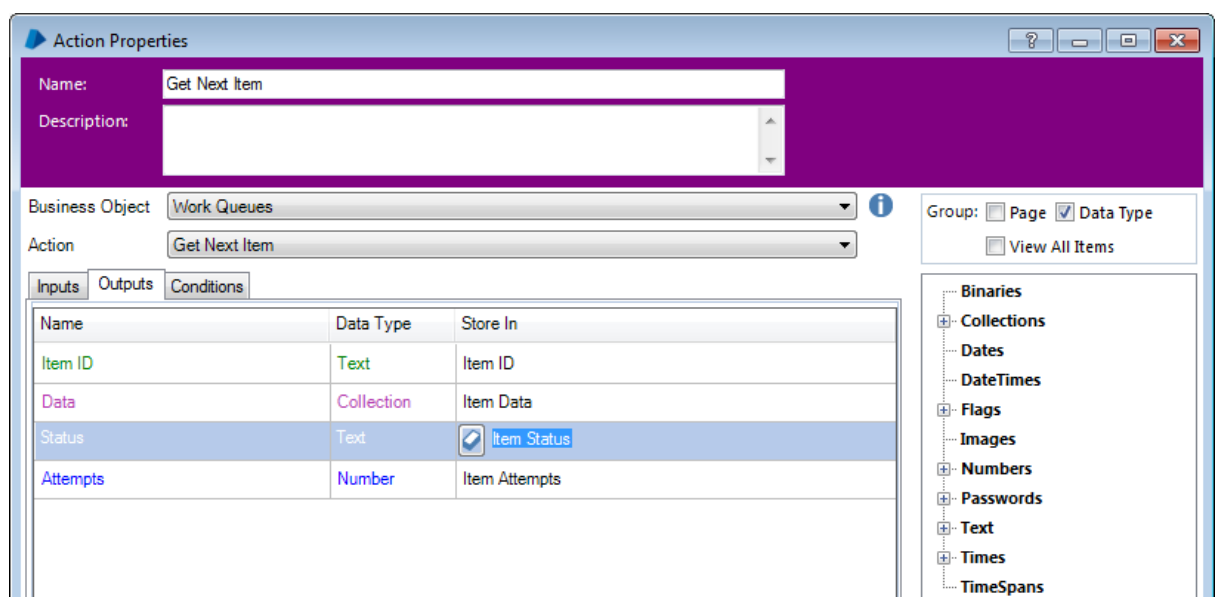 Action Properties
Name: Get Next Item
Description:
Business Object Work Queues
Group: Page Data Type
Action Get Next Item
View All Items
Inputs Outputs Conditions
Name Data Type Store In
Item ID Text Item ID
Data Collection Item Data
Status Text Item Status
Attempts Number Item Attempts
Binaries
Collections
Dates
DateTimes
Flags
Images
Numbers
Passwords
Text
Times
TimeSpans